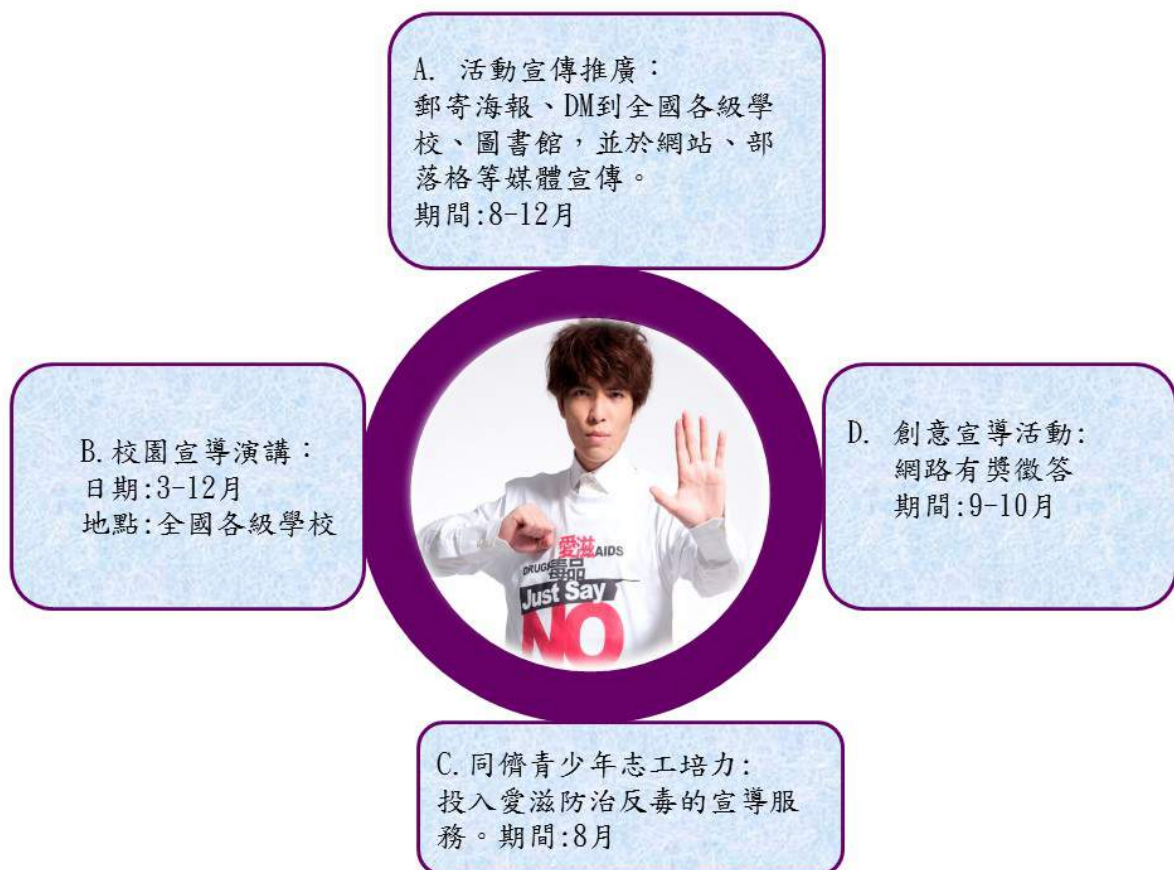 A. 活動宣傳推廣：
郵寄海報、DM到全國各級學
校、圖書館，並於網站、部
落格等媒體宣傳。
期間:8-12月
B.校園宣導演講：
日期:3-12月
地點:全國各級學校
愛滋AIDS
DRUGS毒品
Just Say
NO
D. 創意宣導活動:
網路有獎徵答
期間:9-10月
C.同儕青少年志工培力:
投入愛滋防治反毒的宣導服
務。期間:8月